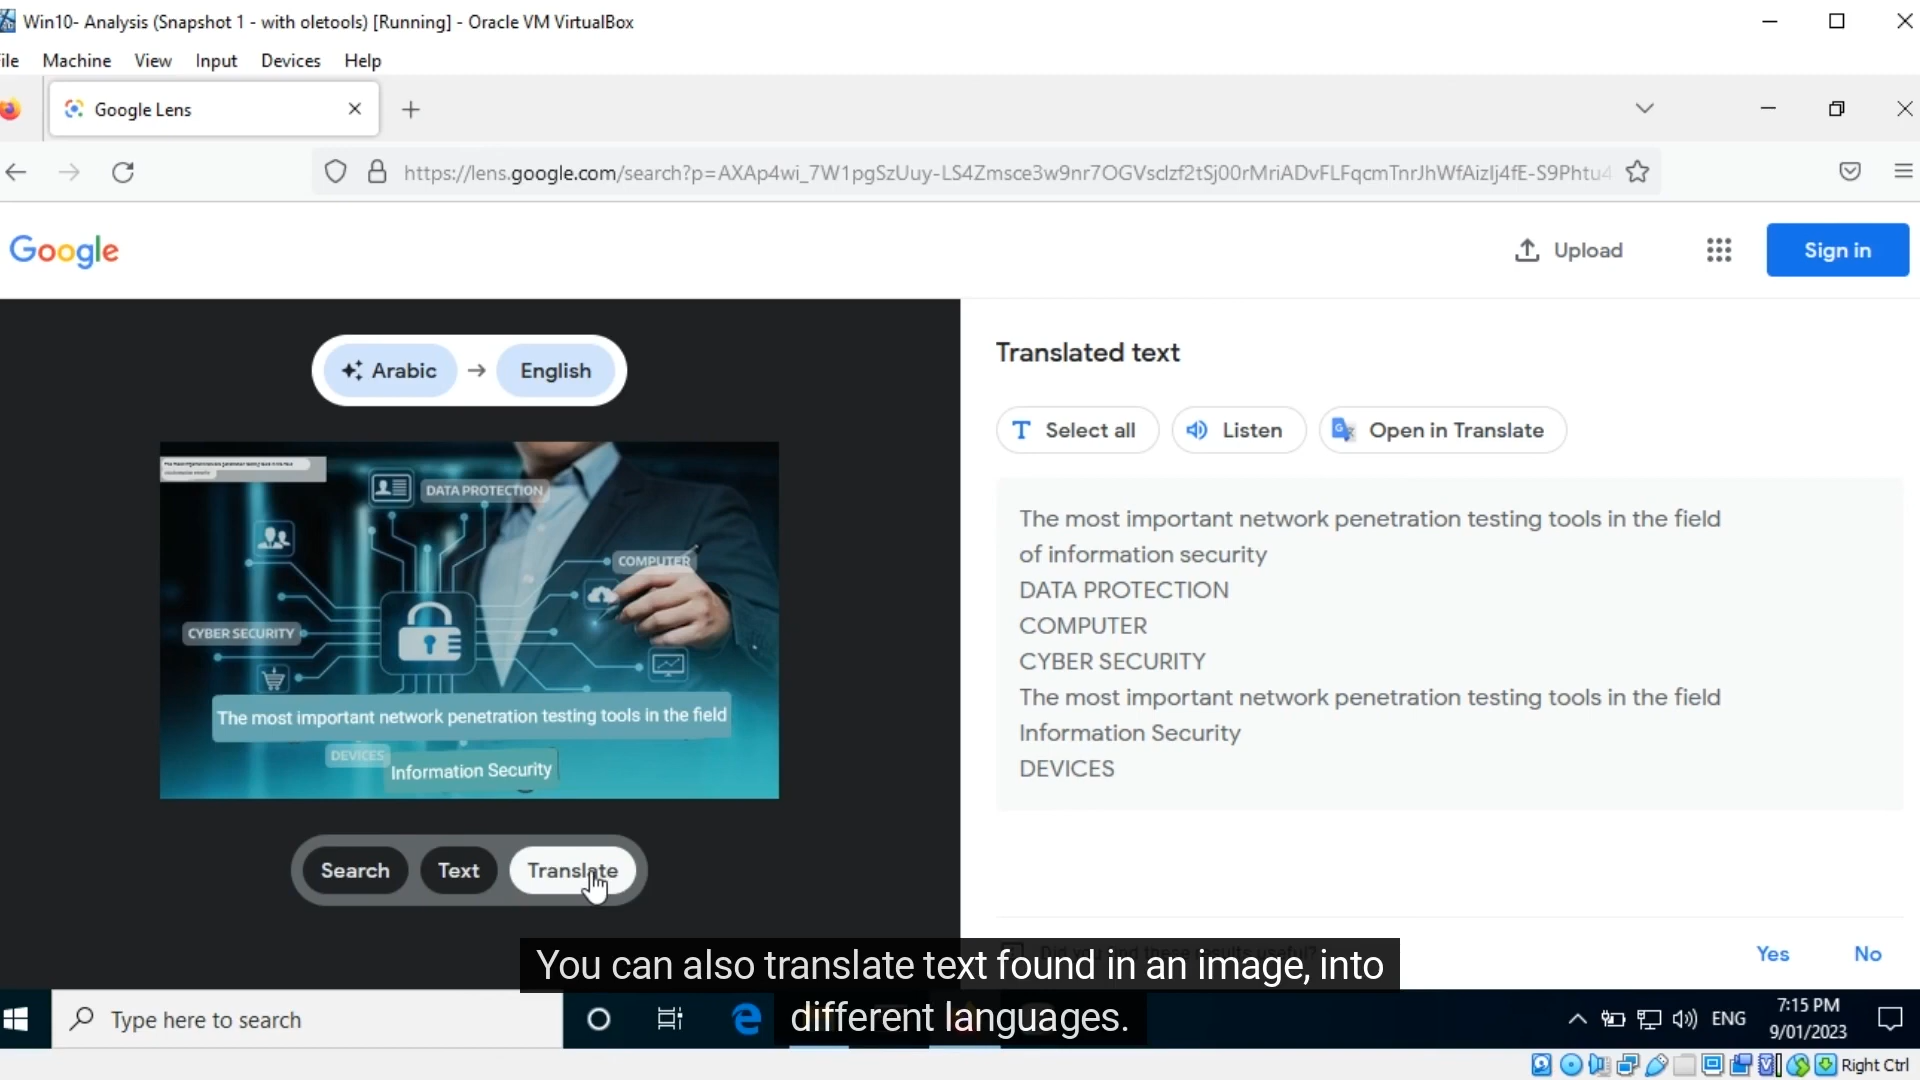 Win10- Analysis (Snapshot 1 - with oletools) [Running] - Oracle VM VirtualBox
Machine View Input Devices Help
Google Lens
https://lens.google.com/search?p=AXAp4wi_7W1pgSzUuy-LS4Zmsce3w9nr7OGVsclzf2tSj00rMriADvFLFqcmTnrJhWfAizIj4fE-S9Phtu4
Google
Upload
Sign in
Arabic → English
Translated text
Select all
Listen
Open in Translate
DATA PROTECTION
COMPUTER
CYBER SECURITY
The most important network penetration testing tools in the field
DEVICES
Information Security
The most important network penetration testing tools in the field
of information security
DATA PROTECTION
COMPUTER
CYBER SECURITY
The most important network penetration testing tools in the field
Information Security
DEVICES
Search Text Translate
Yes No
You can also translate text found in an image, into
different languages.
Type here to search
ENG
7:15 PM
9/01/2023
Right Ctrl